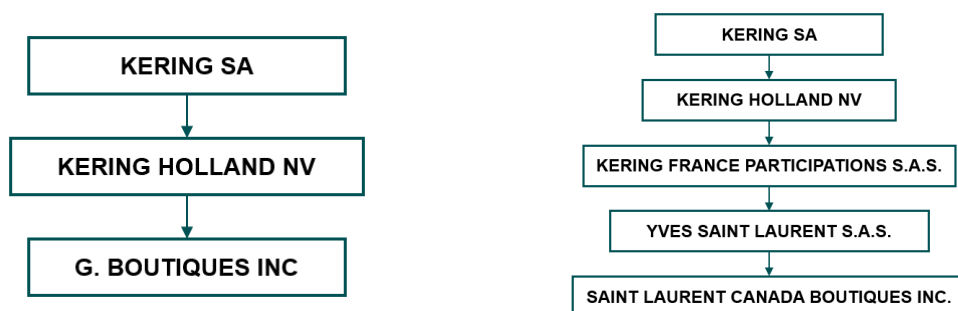 KERING SA
KERING HOLLAND NV
G. BOUTIQUES INC
KERING SA
KERING HOLLAND NV
KERING FRANCE PARTICIPATIONS S.A.S.
YVES SAINT LAURENT S.A.S.
SAINT LAURENT CANADA BOUTIQUES INC.